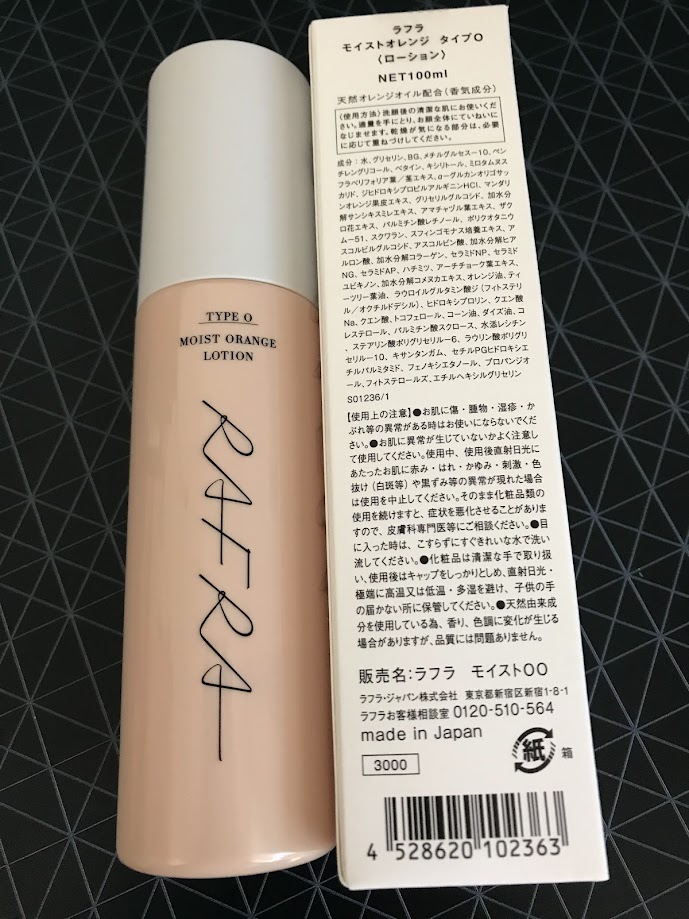 TYPE O
MOIST ORANGE
LOTION
RAFRA
ラフラ
モイストオレンジ タイプO
〈ローション〉
NET100ml
天然オレンジオイル配合（香気成分）
〈使用方法〉洗顔後の清潔な肌にお使いくだ
さい。適量を手にとり、お顔全体にていねいに
なじませます。乾燥が気になる部分は、必要
に応じて重ねづけしてください。
成分：水、グリセリン、BG、メチルグルセス-10、ペン
チレングリコール、ベタイン、キシリトール、ミロタムヌス
フラベリフォリア葉／茎エキス、α-グルカンオリゴサッ
カリド、ジヒドロキシプロピルアルギニンHCl、マンダリ
ンオレンジ果皮エキス、グリセリルグルコシド、加水分
解サンシキスミレエキス、アマチャヅル葉エキス、ザク
ロ花エキス、パルミチン酸レチノール、ポリクオタニウ
ム-51、スクワラン、スフィンゴモナス培養エキス、ア
スコルビルグルコシド、アスコルビン酸、加水分解ヒア
ルロン酸、加水分解コラーゲン、セラミドNP、セラミド
NG、セラミドAP、ハチミツ、アーチチョーク葉エキス、
ユビキノン、加水分解コメヌカエキス、オレンジ油、ティ
ーツリー葉油、ラウロイルグルタミン酸ジ（フィトステリ
ル／オクチルドデシル）、ヒドロキシプロリン、クエン酸
Na、クエン酸、トコフェロール、コーン油、ダイズ油、コ
レステロール、パルミチン酸スクロース、水添レシチン
、ステアリン酸ポリグリセリル-6、ラウリン酸ポリグリ
セリル-10、キサンタンガム、セチルPGヒドロキシエ
チルパルミタミド、フェノキシエタノール、プロパンジオ
ール、フィトステロールズ、エチルヘキシルグリセリン
S01236/1
【使用上の注意】●お肌に傷・腫物・湿疹・か
ぶれ等の異常がある時はお使いにならないでくだ
さい。●お肌に異常が生じていないかよく注意し
て使用してください。使用中、使用後直射日光に
あたったお肌に赤み・はれ・かゆみ・刺激・色
抜け（白斑等）や黒ずみ等の異常が現れた場合
は使用を中止してください。そのまま化粧品類の
使用を続けますと、症状を悪化させることがありま
すので、皮膚科専門医等にご相談ください。●目
に入った時は、こすらずにすぐきれいな水で洗い
流してください。●化粧品は清潔な手で取り扱
い、使用後はキャップをしっかりとしめ、直射日光・
極端に高温又は低温・多湿を避け、子供の手
の届かない所に保管してください。●天然由来成
分を使用している為、香り、色調に変化が生じる
場合がありますが、品質には問題ありません。
販売名：ラフラ モイストOO
ラフラ・ジャパン株式会社 東京都新宿区新宿1-8-1
ラフラお客様相談室 0120-510-564
made in Japan
紙 箱
3000
4 528620 102363